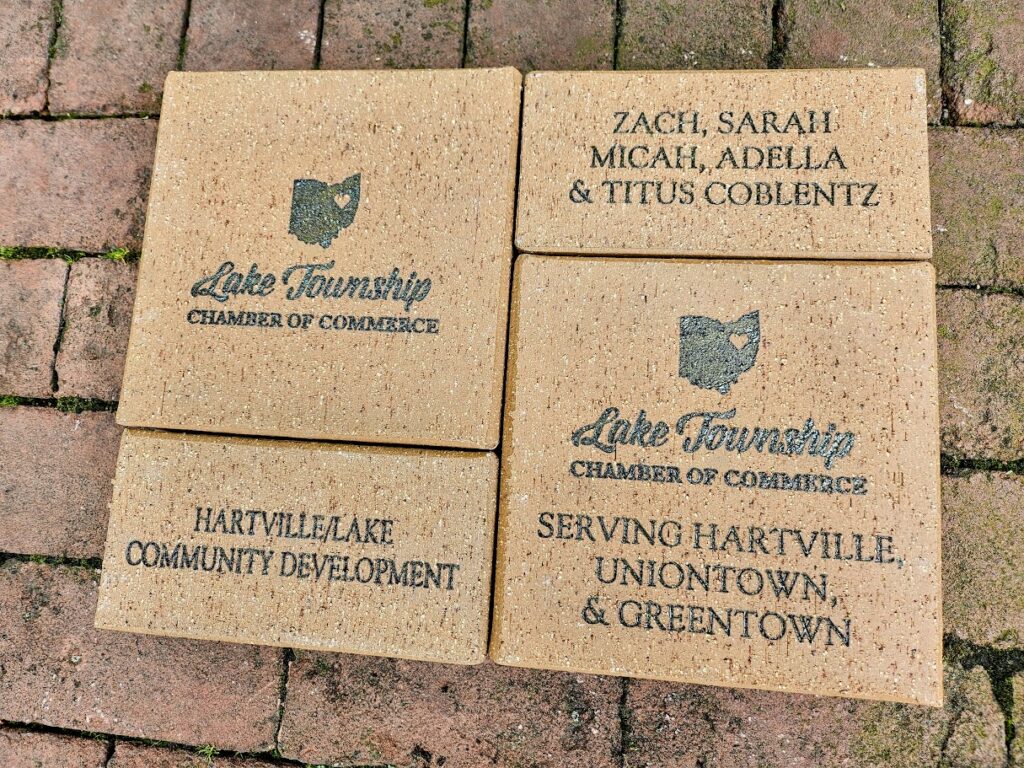 Lake Township
CHAMBER OF COMMERCE
ZACH, SARAH
MICAH, ADELLA
& TITUS COBLENTZ
HARTVILLE/LAKE
COMMUNITY DEVELOPMENT
Lake Township
CHAMBER OF COMMERCE
SERVING HARTVILLE,
UNIONTOWN,
& GREENTOWN